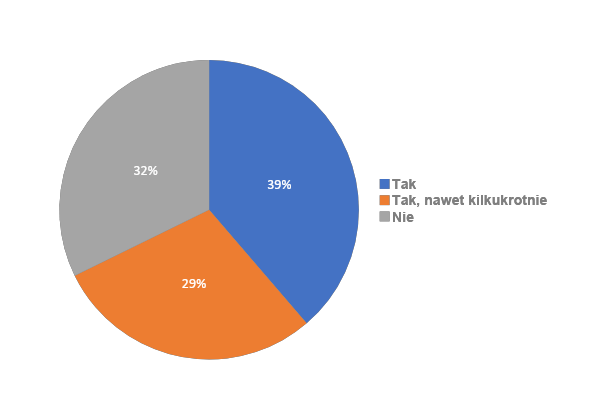 32%
39%
29%
Tak
Tak, nawet kilkukrotnie
Nie